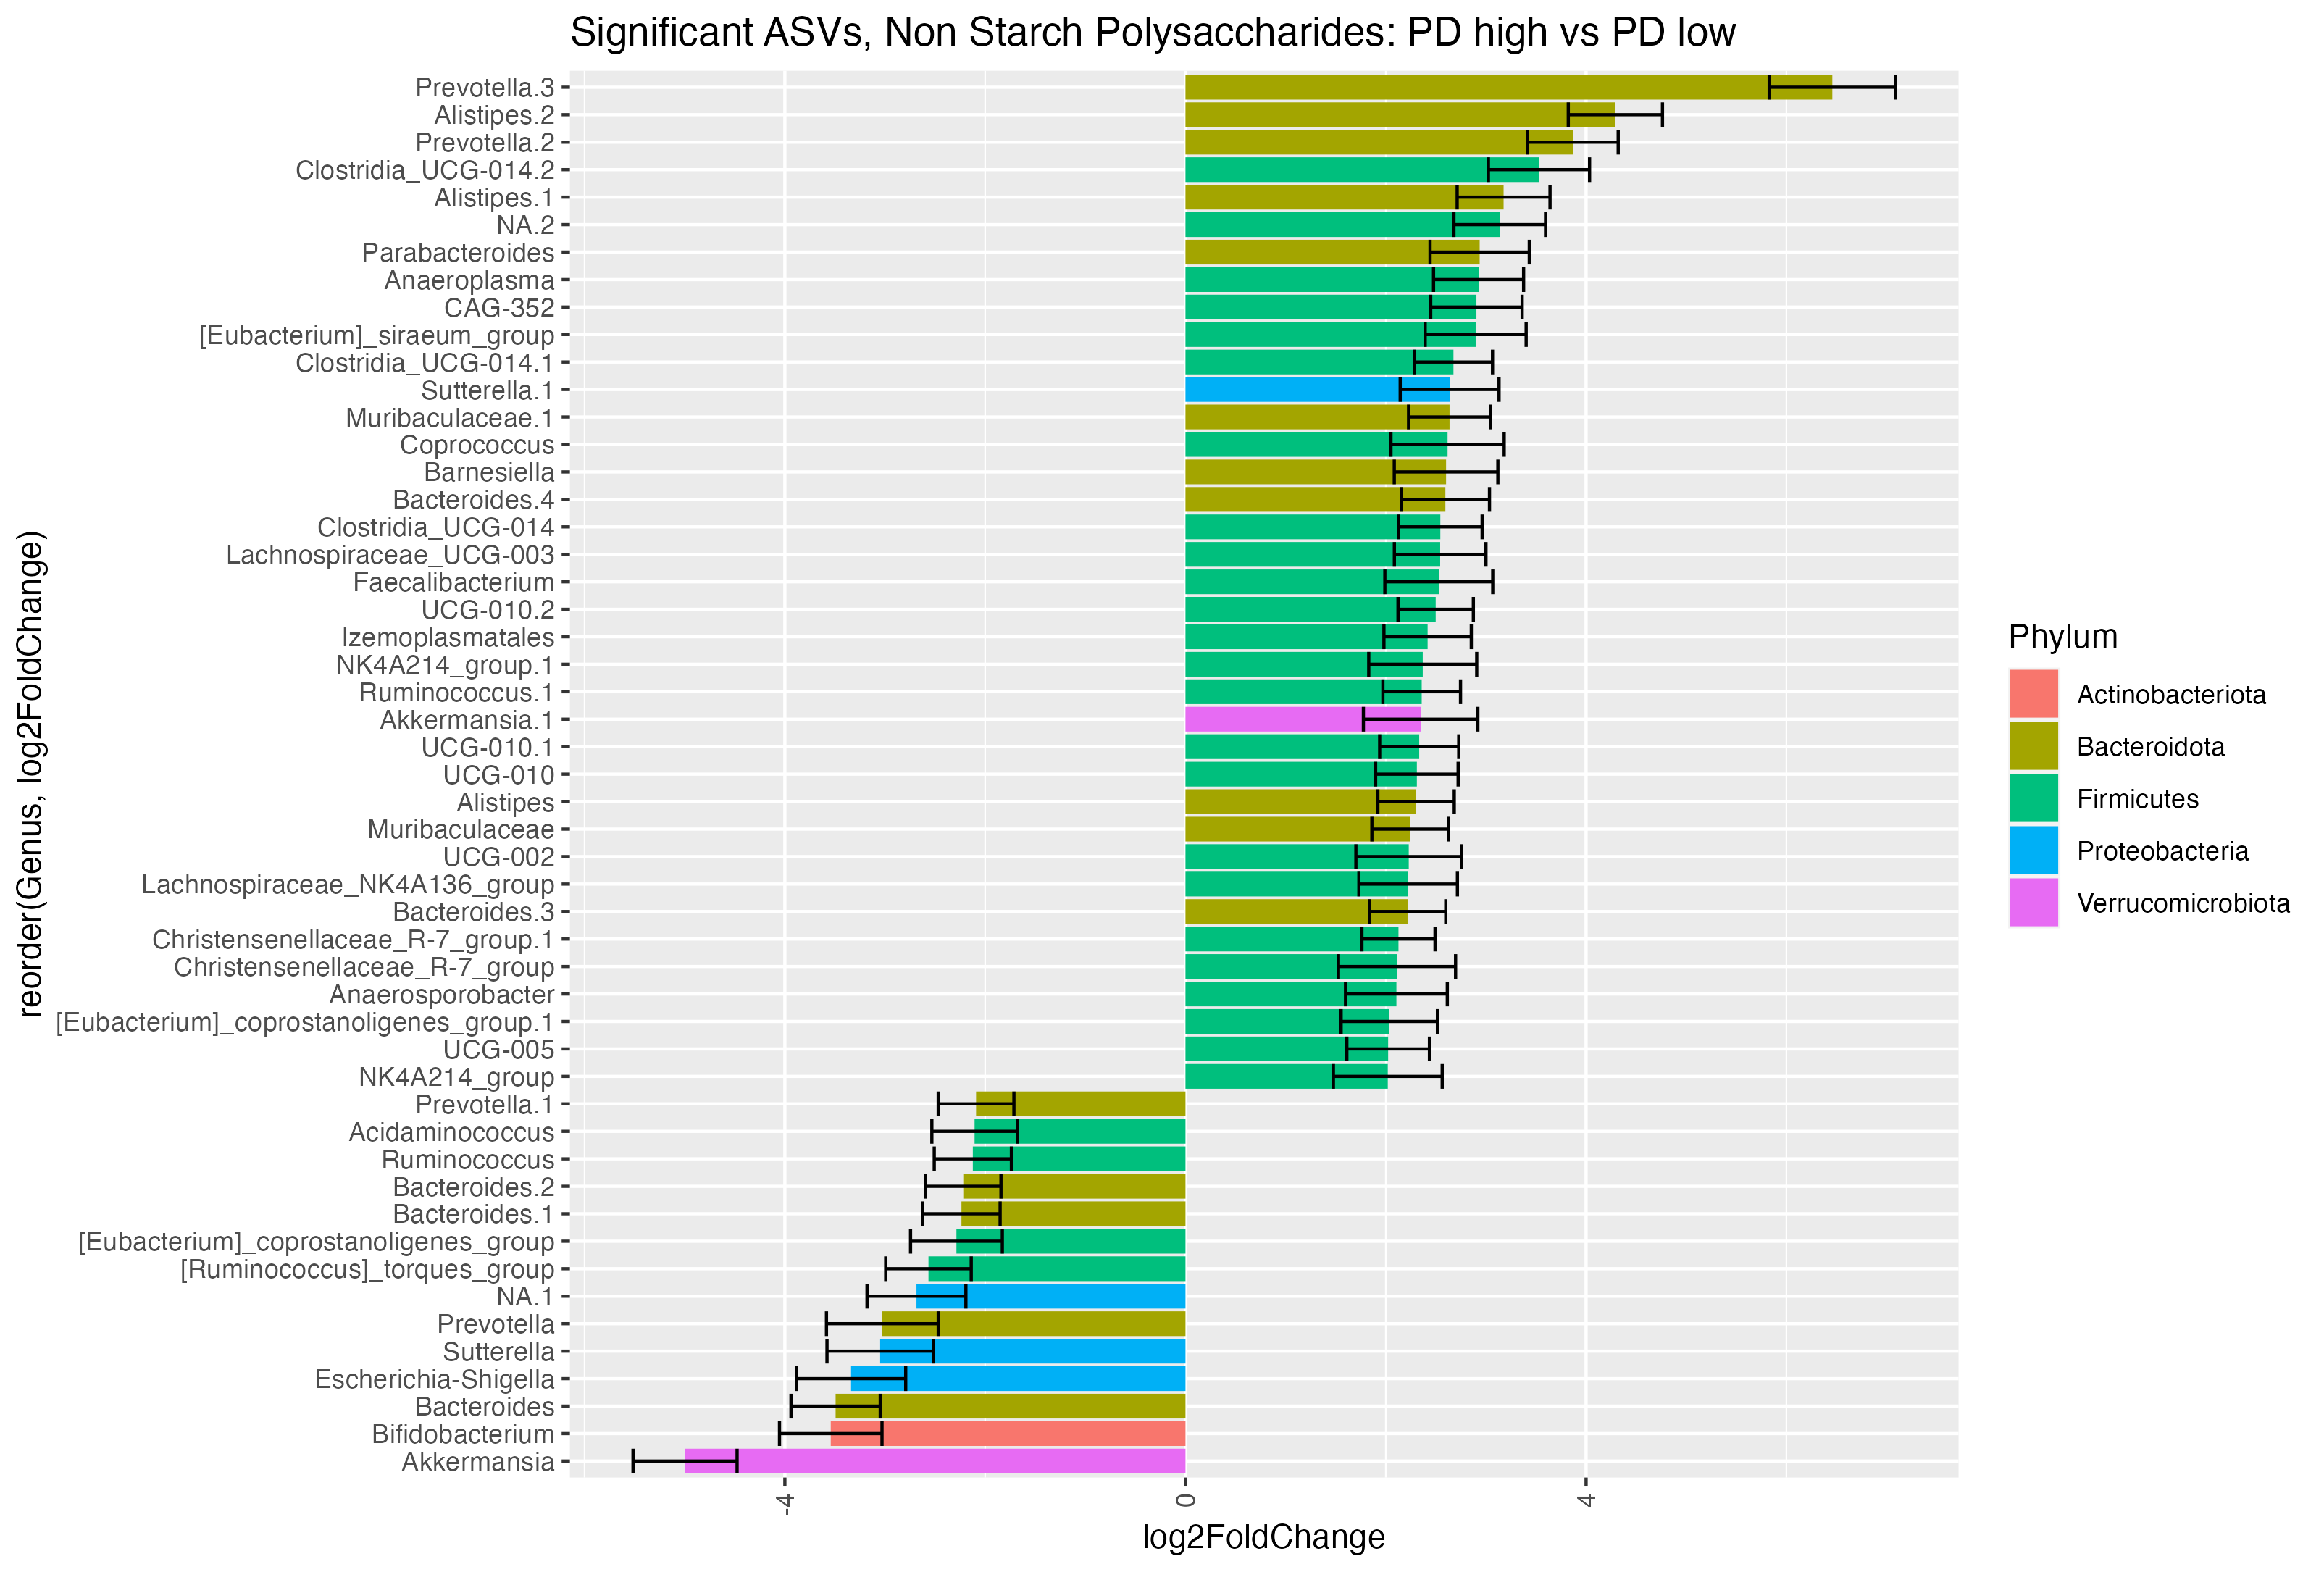 Significant ASVs, Non Starch Polysaccharides: PD high vs PD low
reorder(Genus, log2FoldChange)
Prevotella.3
Alistipes.2
Prevotella.2
Clostridia_UCG-014.2
Alistipes.1
NA.2
Parabacteroides
Anaeroplasma
CAG-352
[Eubacterium]_siraeum_group
Clostridia_UCG-014.1
Sutterella.1
Muribaculaceae.1
Coprococcus
Barnesiella
Bacteroides.4
Clostridia_UCG-014
Lachnospiraceae_UCG-003
Faecalibacterium
UCG-010.2
Izemoplasmatales
NK4A214_group.1
Ruminococcus.1
Akkermansia.1
UCG-010.1
UCG-010
Alistipes
Muribaculaceae
UCG-002
Lachnospiraceae_NK4A136_group
Bacteroides.3
Christensenellaceae_R-7_group.1
Christensenellaceae_R-7_group
Anaerosporobacter
[Eubacterium]_coprostanoligenes_group.1
UCG-005
NK4A214_group
Prevotella.1
Acidaminococcus
Ruminococcus
Bacteroides.2
Bacteroides.1
[Eubacterium]_coprostanoligenes_group
[Ruminococcus]_torques_group
NA.1
Prevotella
Sutterella
Escherichia-Shigella
Bacteroides
Bifidobacterium
Akkermansia
-4
0
4
log2FoldChange
Phylum
Actinobacteriota
Bacteroidota
Firmicutes
Proteobacteria
Verrucomicrobiota